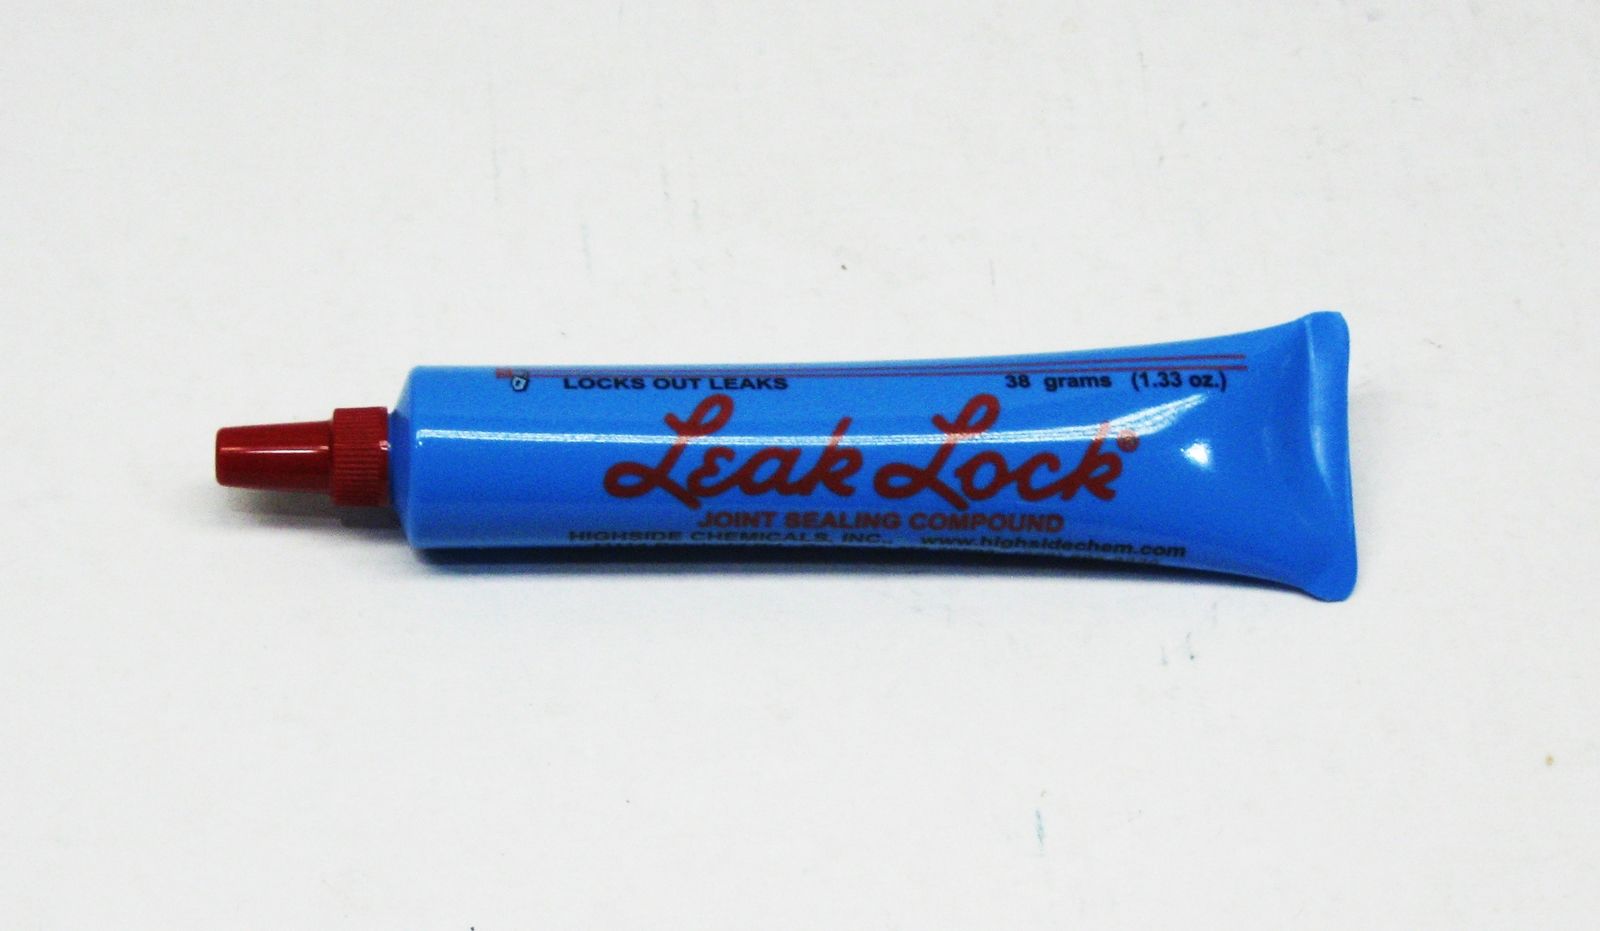 LOCKS OUT LEAKS 38 grams (1.33 oz.)
Leak Lock®
JOINT SEALING COMPOUND
HIGHSIDE CHEMICALS, INC., - www.highsidechem.com